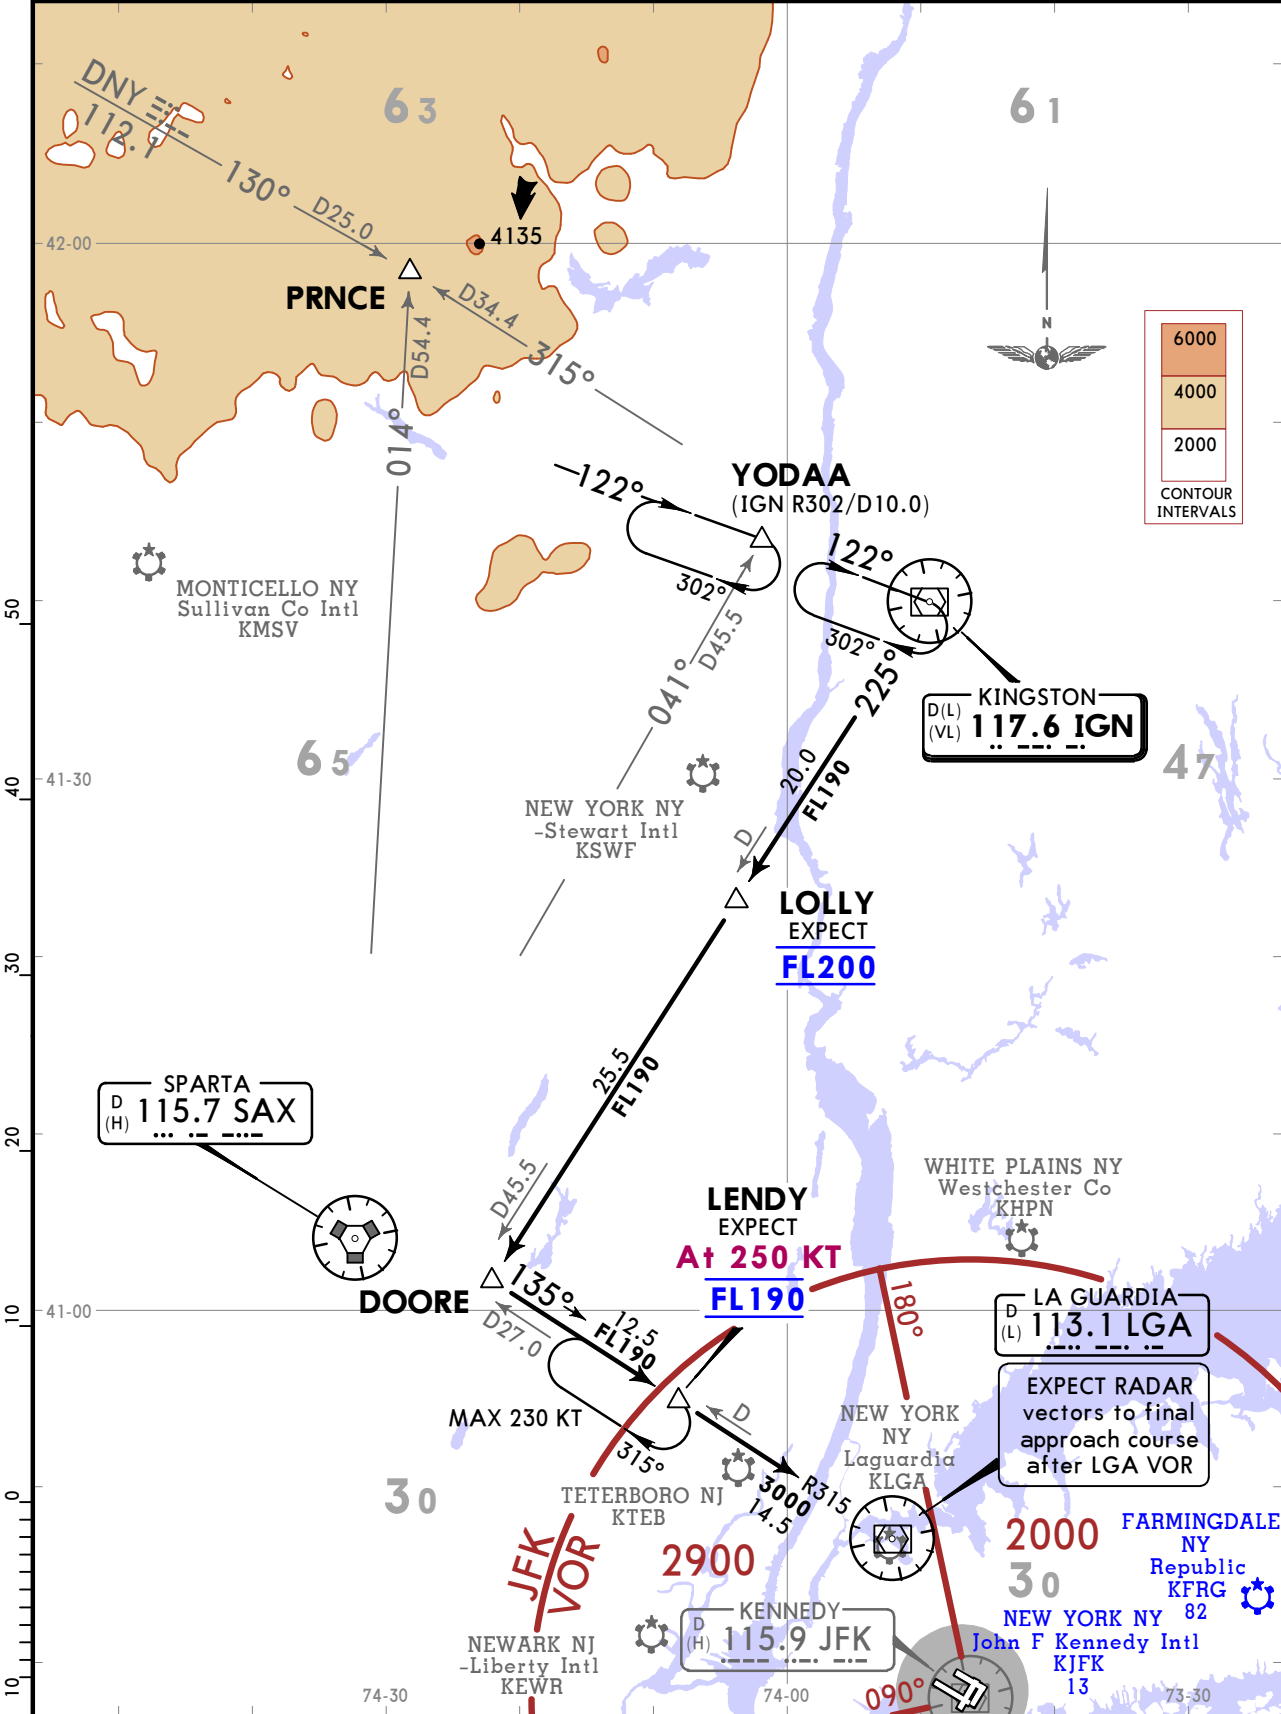 DNY
112.1
63
61
130°
D25.0
4135
42-00
PRNCE
D34.4
315°
D54.4
014°
N
6000
4000
2000
CONTOUR
INTERVALS
YODAA
(IGN R302/D10.0)
122°
302°
122°
302°
MONTICELLO NY
Sullivan Co Intl
KMSV
50
D45.5
041°
225°
KINGSTON
D(L)
(VL)
117.6 IGN
65
47
41-30
40
20.0
FL190
NEW YORK NY
-Stewart Intl
KSWF
D
LOLLY
EXPECT
FL200
30
25.5
FL190
SPARTA
D
(H)
115.7 SAX
20
D45.5
WHITE PLAINS NY
Westchester Co
KHPN
LENDY
EXPECT
At 250 KT
FL190
DOORE
135°
12.5
FL190
D27.0
41-00
10
180°
LA GUARDIA
D
(L)
113.1 LGA
EXPECT RADAR
vectors to final
approach course
after LGA VOR
MAX 230 KT
315°
D
NEW YORK
NY
Laguardia
KLGA
R315
3000
14.5
30
0
TETERBORO NJ
KTEB
JFK
VOR
2900
2000
30
FARMINGDALE
NY
Republic
KFRG
82
KENNEDY
D
(H)
115.9 JFK
NEW YORK NY
John F Kennedy Intl
KJFK
13
NEWARK NJ
-Liberty Intl
KEWR
10
74-30
74-00
090°
73-30